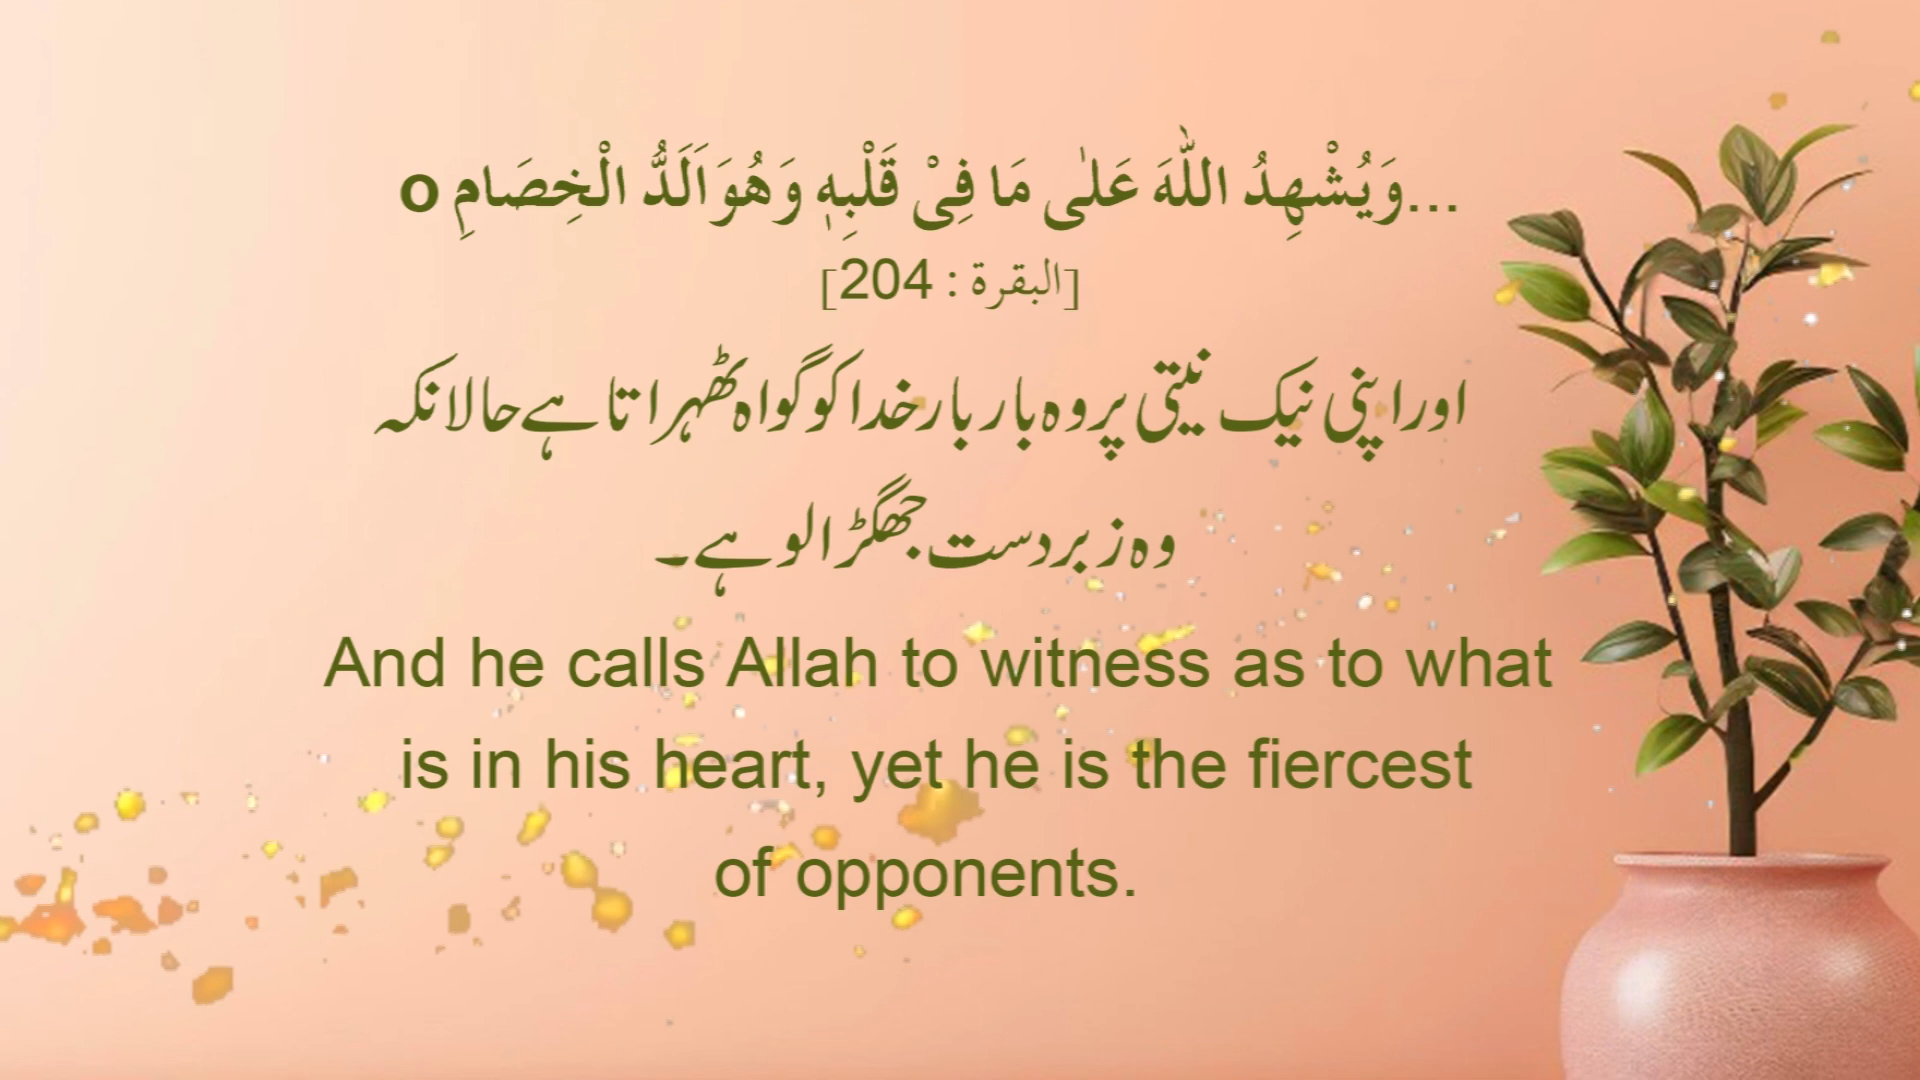 ...وَيُشْهِدُ اللّٰهَ عَلٰى مَا فِىْ قَلْبِهٖ وَهُوَ اَلَدُّ الْخِصَامِ o
[البقرة : 204]
اور اپنی نیک نیتی پر وہ بار بار خدا کو گواہ ٹھہراتا ہے حالانکہ
وہ زبردست جھگڑالو ہے۔
And he calls Allah to witness as to what
is in his heart, yet he is the fiercest
of opponents.